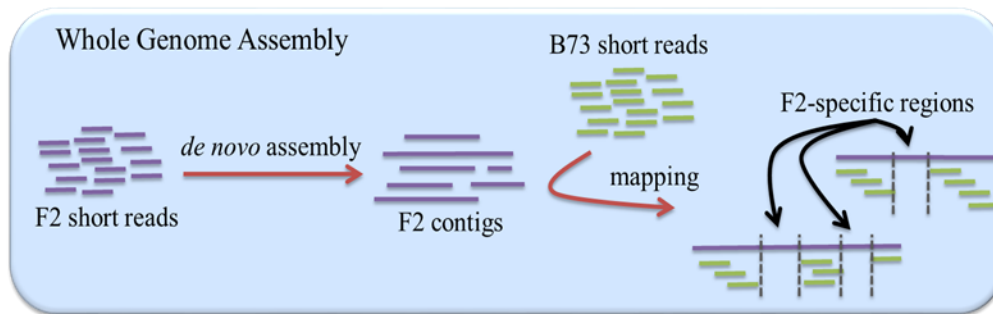 Whole Genome Assembly
B73 short reads
F2-specific regions
de novo assembly
mapping
F2 short reads
F2 contigs